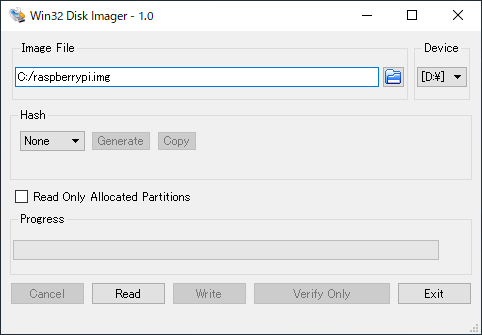 Win32 Disk Imager - 1.0
Image File
Device
C:/raspberrypi.img
[D:¥]
Hash
None
Generate
Copy
Read Only Allocated Partitions
Progress
Cancel
Read
Write
Verify Only
Exit